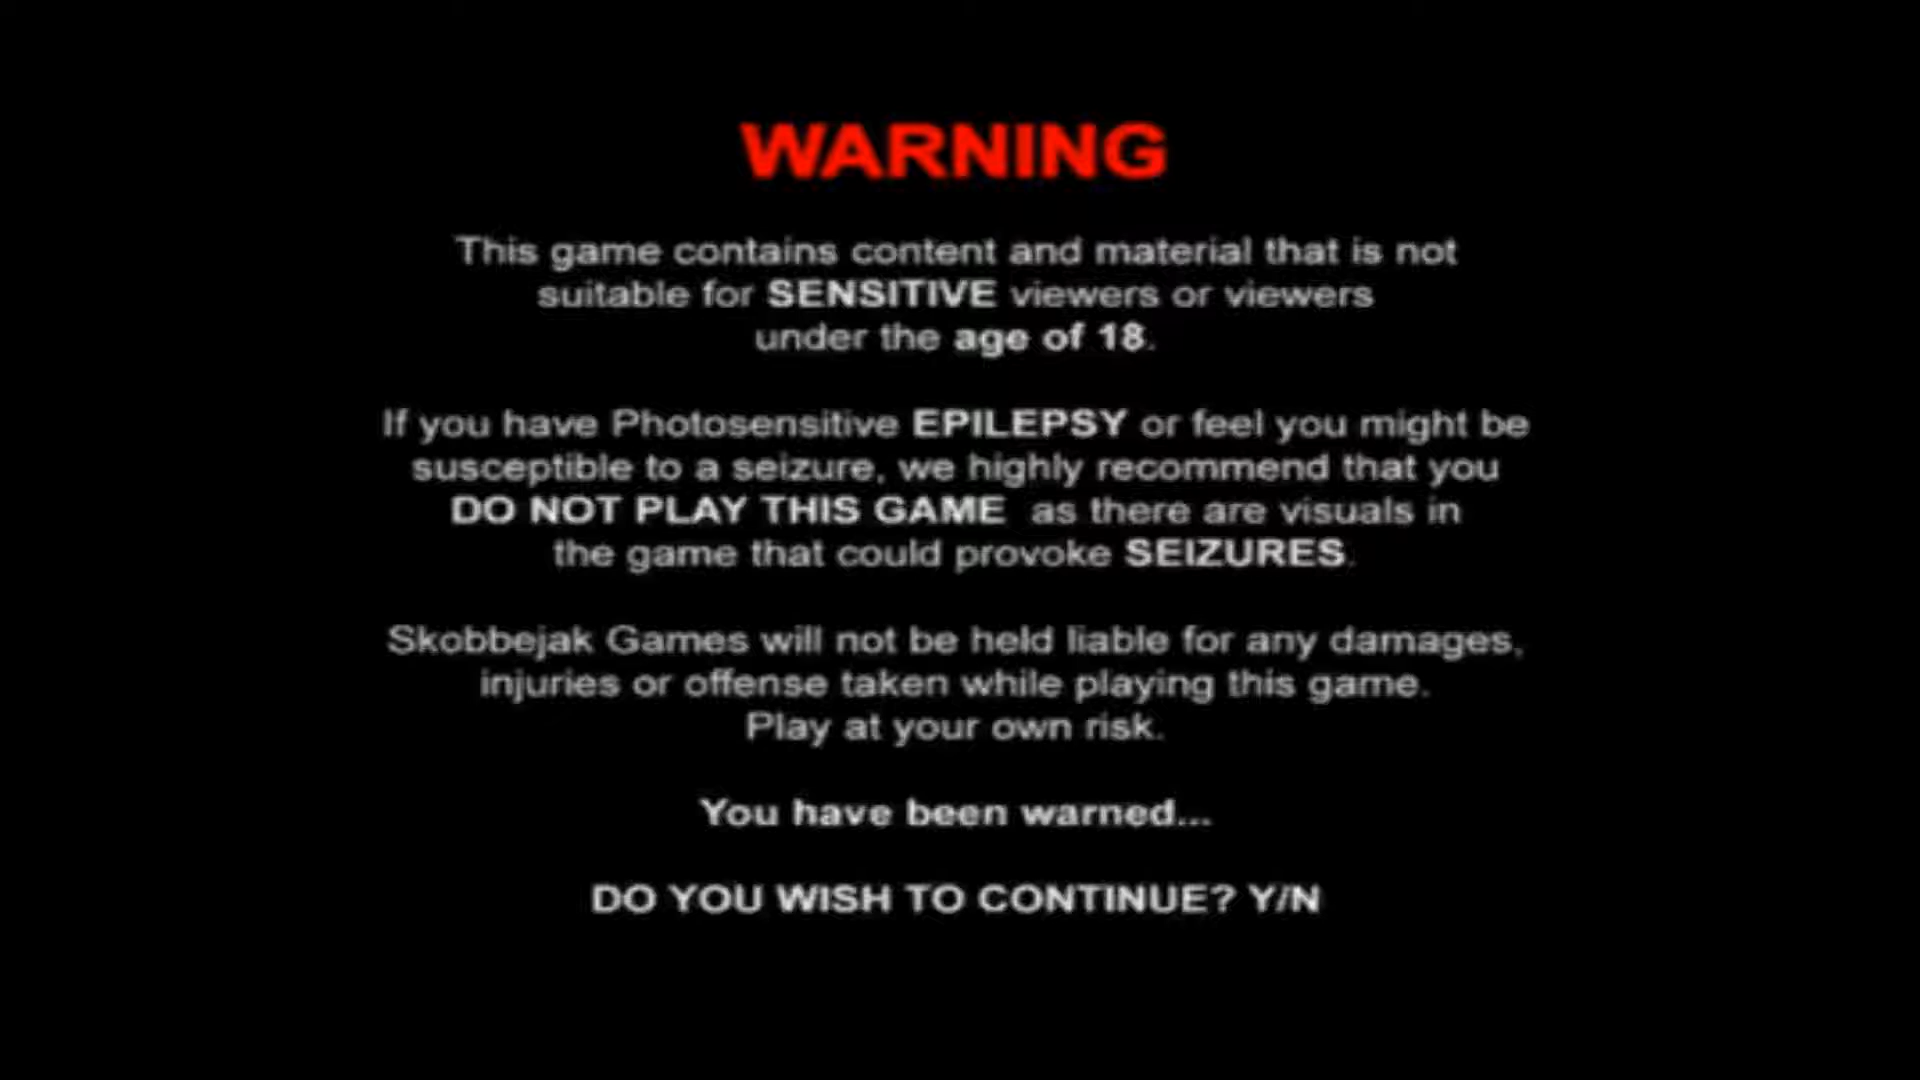 WARNING
This game contains content and material that is not
suitable for SENSITIVE viewers or viewers
under the age of 18.
If you have Photosensitive EPILEPSY or feel you might be
susceptible to a seizure, we highly recommend that you
DO NOT PLAY THIS GAME as there are visuals in
the game that could provoke SEIZURES.
Skobbejak Games will not be held liable for any damages,
injuries or offense taken while playing this game.
Play at your own risk.
You have been warned...
DO YOU WISH TO CONTINUE? Y/N